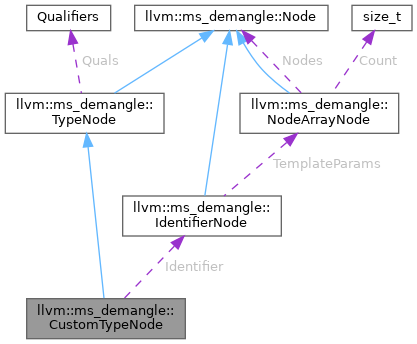 Qualifiers
llvm::ms_demangle::Node
size_t
Quals
Nodes
Count
llvm::ms_demangle::
TypeNode
llvm::ms_demangle::
NodeArrayNode
TemplateParams
llvm::ms_demangle::
IdentifierNode
Identifier
llvm::ms_demangle::
CustomTypeNode